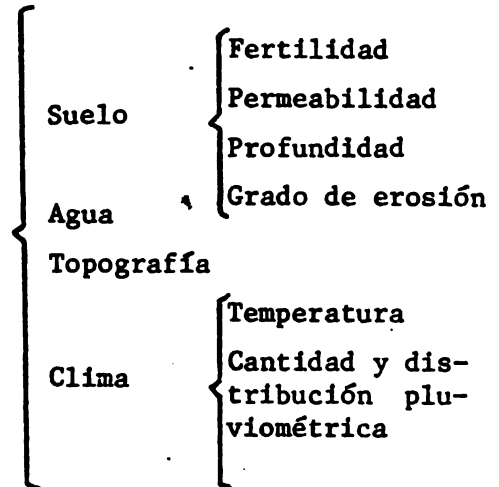 Suelo
Fertilidad
Permeabilidad
Profundidad
Grado de erosión
Agua
Topografía
Clima
Temperatura
Cantidad y dis-
tribución plu-
viométrica